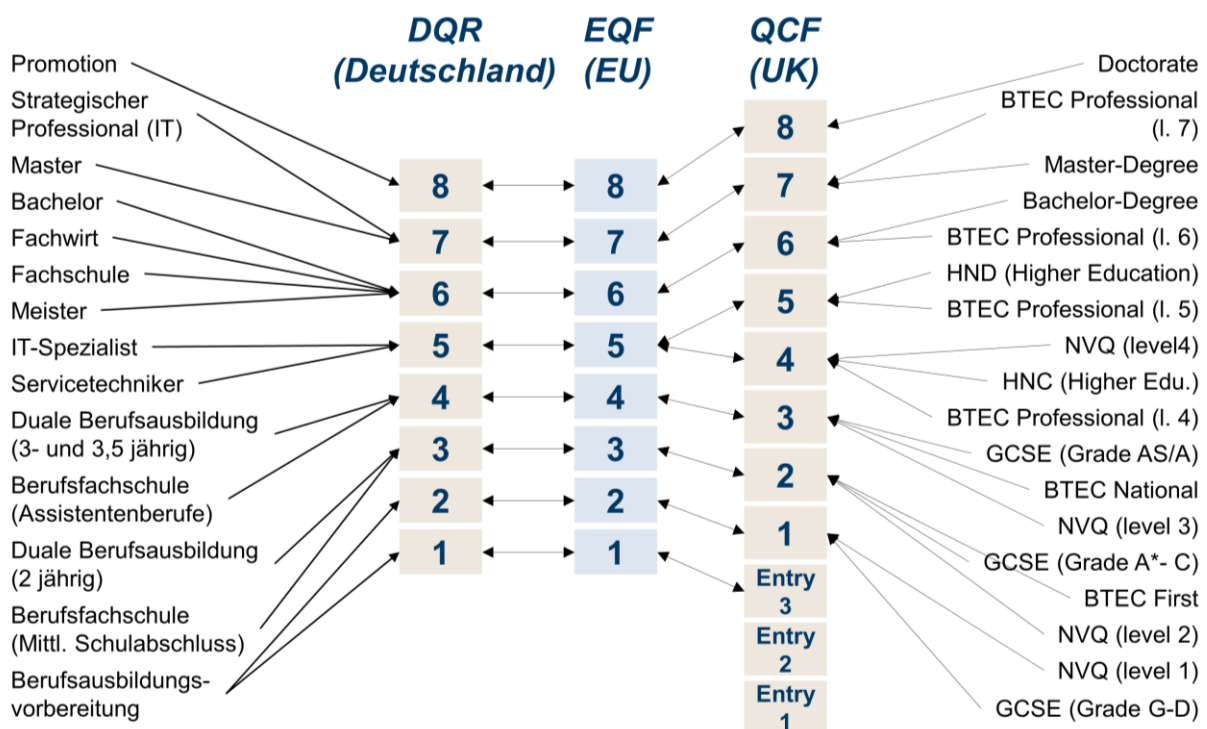 DQR
(Deutschland)
EQF
(EU)
QCF
(UK)
Promotion
Strategischer
Professional (IT)
Master
Bachelor
Fachwirt
Fachschule
Meister
IT-Spezialist
Servicetechniker
Duale Berufsausbildung
(3- und 3,5 jährig)
Berufsfachschule
(Assistentenberufe)
Duale Berufsausbildung
(2 jährig)
Berufsfachschule
(Mittl. Schulabschluss)
Berufsausbildungs-
vorbereitung
8
7
6
5
4
3
2
1
8
7
6
5
4
3
2
1
8
7
6
5
4
3
2
1
Entry
3
Entry
2
Entry
1
Doctorate
BTEC Professional
(l. 7)
Master-Degree
Bachelor-Degree
BTEC Professional (l. 6)
HND (Higher Education)
BTEC Professional (l. 5)
NVQ (level4)
HNC (Higher Edu.)
BTEC Professional (l. 4)
GCSE (Grade AS/A)
BTEC National
NVQ (level 3)
GCSE (Grade A*- C)
BTEC First
NVQ (level 2)
NVQ (level 1)
GCSE (Grade G-D)